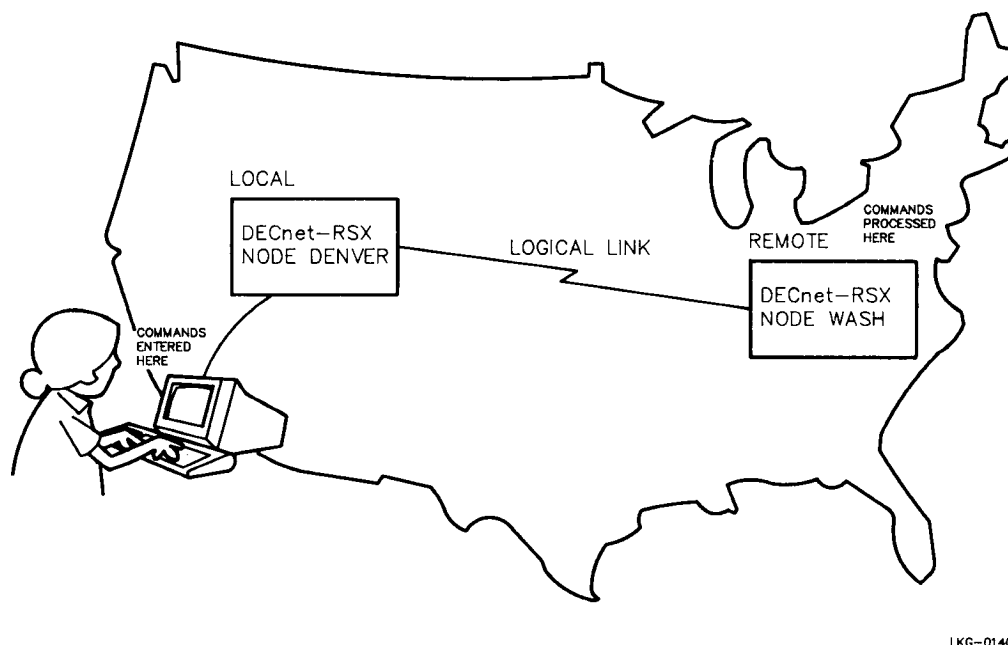 LOCAL
DECnet-RSX
NODE DENVER
LOGICAL LINK
COMMANDS
PROCESSED
HERE
REMOTE
DECnet-RSX
NODE WASH
COMMANDS
ENTERED
HERE